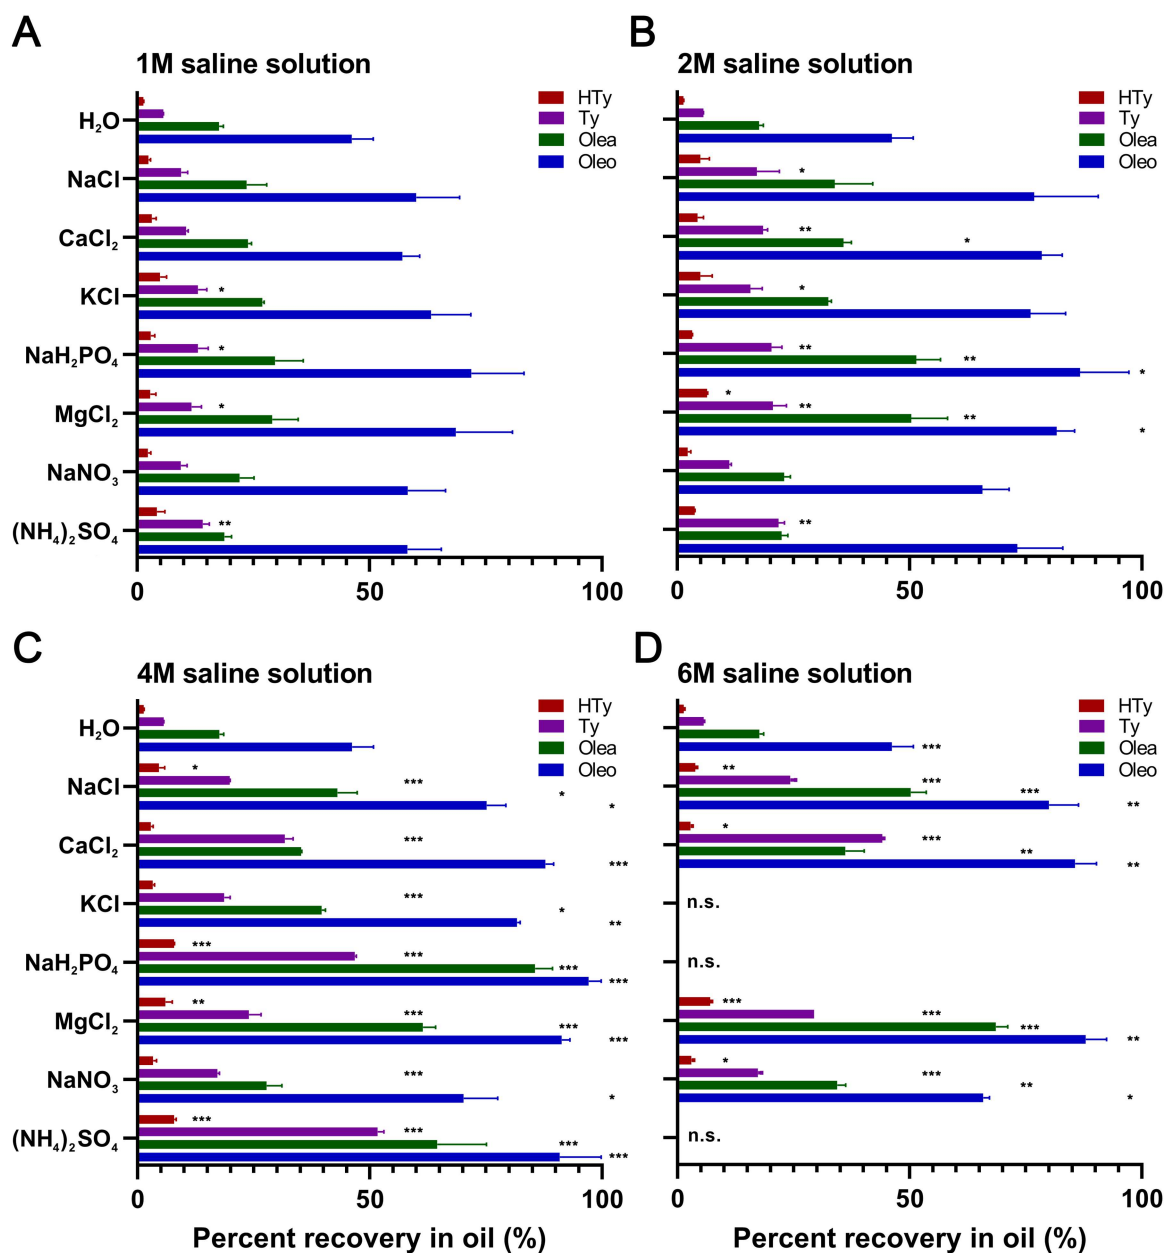 A
1M saline solution
HTy
Ty
Olea
Oleo
H₂O
NaCl
CaCl₂
KCl
*
NaH₂PO₄
*
MgCl₂
*
NaNO₃
(NH₄)₂SO₄
**
0 50 100
B
2M saline solution
HTy
Ty
Olea
Oleo
*
**
*
*
**
**
*
*
**
**
*
**
0 50 100
C
4M saline solution
HTy
Ty
Olea
Oleo
H₂O
NaCl
*
***
*
*
CaCl₂
***
***
KCl
***
*
**
NaH₂PO₄
***
***
***
***
MgCl₂
**
***
***
***
NaNO₃
***
*
(NH₄)₂SO₄
***
***
***
***
0 50 100
Percent recovery in oil (%)
D
6M saline solution
HTy
Ty
Olea
Oleo
***
**
***
***
**
*
***
**
**
n.s.
n.s.
***
***
***
**
*
***
**
*
n.s.
0 50 100
Percent recovery in oil (%)